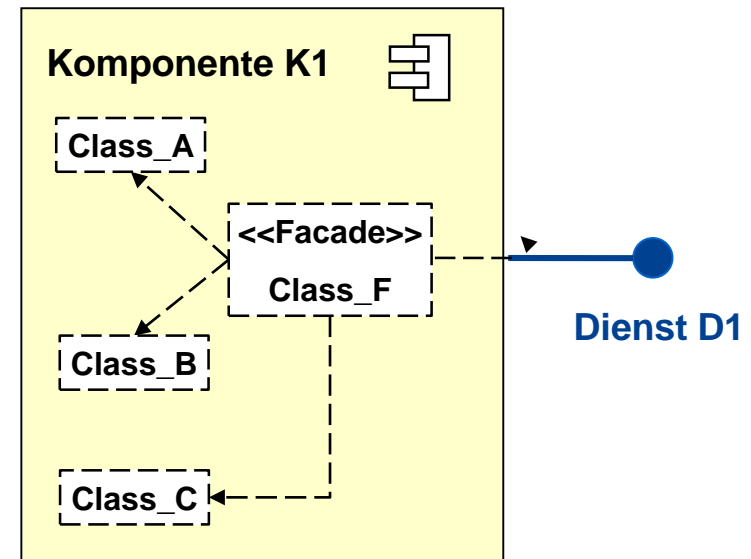 Komponente K1
Class_A
<<Facade>>
Class_F
Dienst D1
Class_B
Class_C